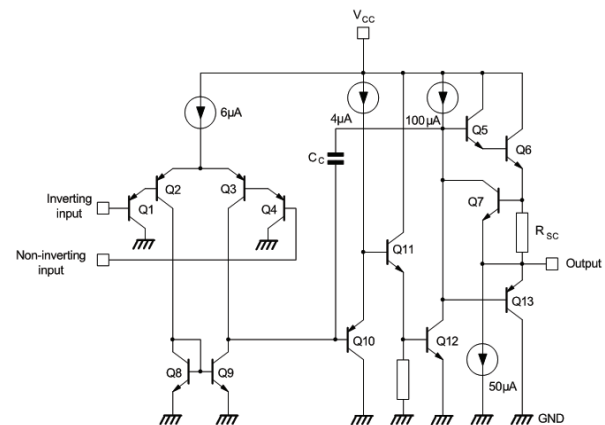 VCC
6µA
4µA
100µA
Q5
Q6
CC
Q2
Q3
Q7
Inverting
input
Q1
Q4
RSC
Non-inverting
input
Q11
Output
Q13
Q10
Q12
Q8
Q9
50µA
GND